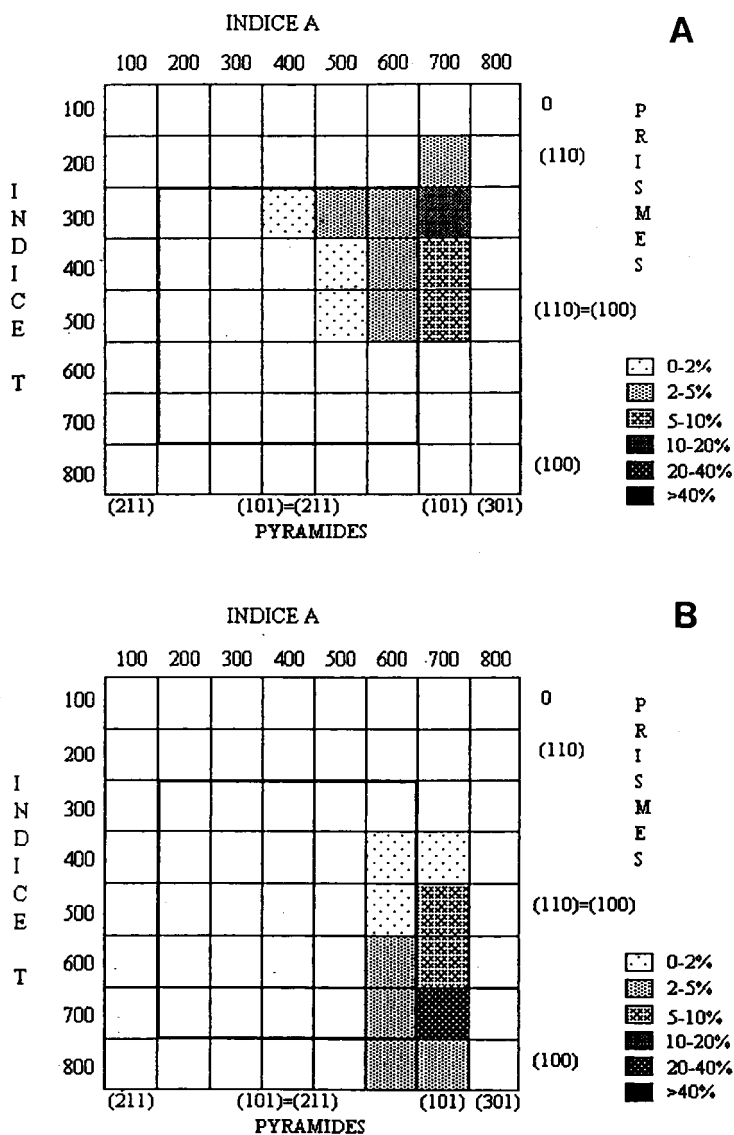 A
INDICE A
100 200 300 400 500 600 700 800
100
200
300
400
500
600
700
800
INDICE T
0
(110)
(110)=(100)
(100)
PRISMES
0-2%
2-5%
5-10%
10-20%
20-40%
>40%
(211) (101)=(211) (101) (301)
PYRAMIDES
B
INDICE A
100 200 300 400 500 600 700 800
100
200
300
400
500
600
700
800
INDICE T
0
(110)
(110)=(100)
(100)
PRISMES
0-2%
2-5%
5-10%
10-20%
20-40%
>40%
(211) (101)=(211) (101) (301)
PYRAMIDES